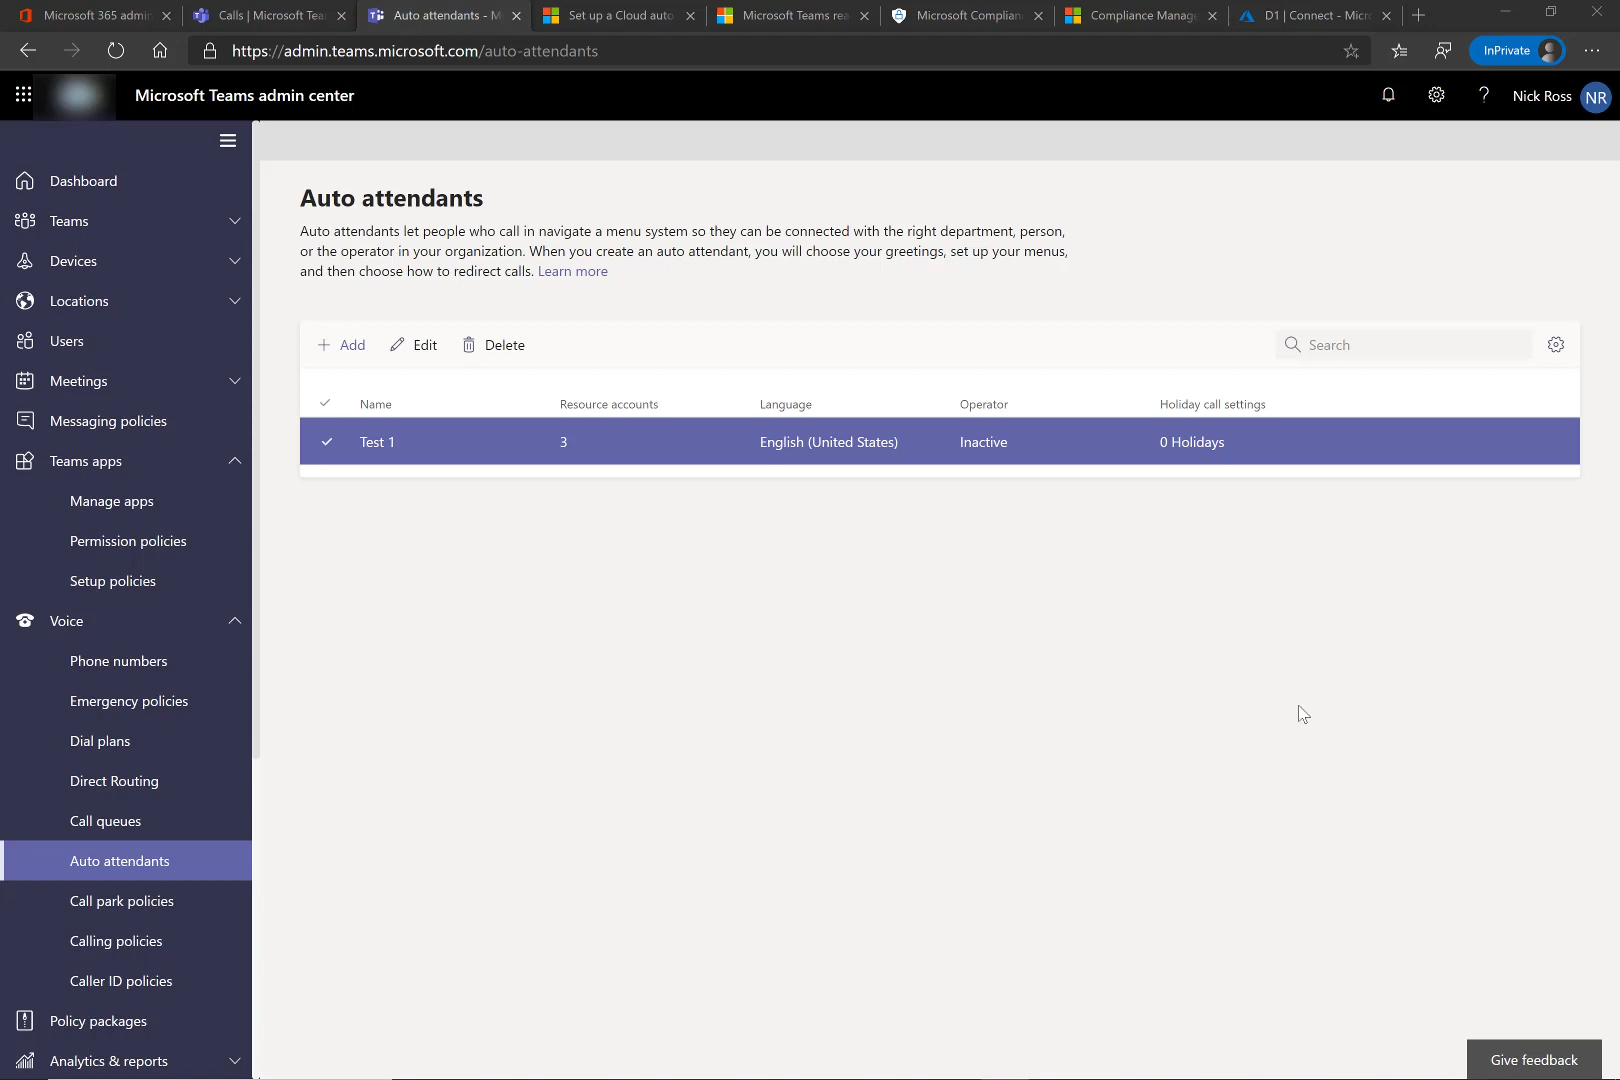 Microsoft 365 admin
Calls | Microsoft Tea
Auto attendants - M
Set up a Cloud auto
Microsoft Teams rea
Microsoft Complian
Compliance Manag
D1 | Connect - Micr
https://admin.teams.microsoft.com/auto-attendants
InPrivate
Microsoft Teams admin center
Nick Ross
NR
Dashboard
Teams
Devices
Locations
Users
Meetings
Messaging policies
Teams apps
Manage apps
Permission policies
Setup policies
Voice
Phone numbers
Emergency policies
Dial plans
Direct Routing
Call queues
Auto attendants
Call park policies
Calling policies
Caller ID policies
Policy packages
Analytics & reports
Auto attendants
Auto attendants let people who call in navigate a menu system so they can be connected with the right department, person,
or the operator in your organization. When you create an auto attendant, you will choose your greetings, set up your menus,
and then choose how to redirect calls. Learn more
Add
Edit
Delete
Search
Name Resource accounts Language Operator Holiday call settings
Test 1 3 English (United States) Inactive 0 Holidays
Give feedback